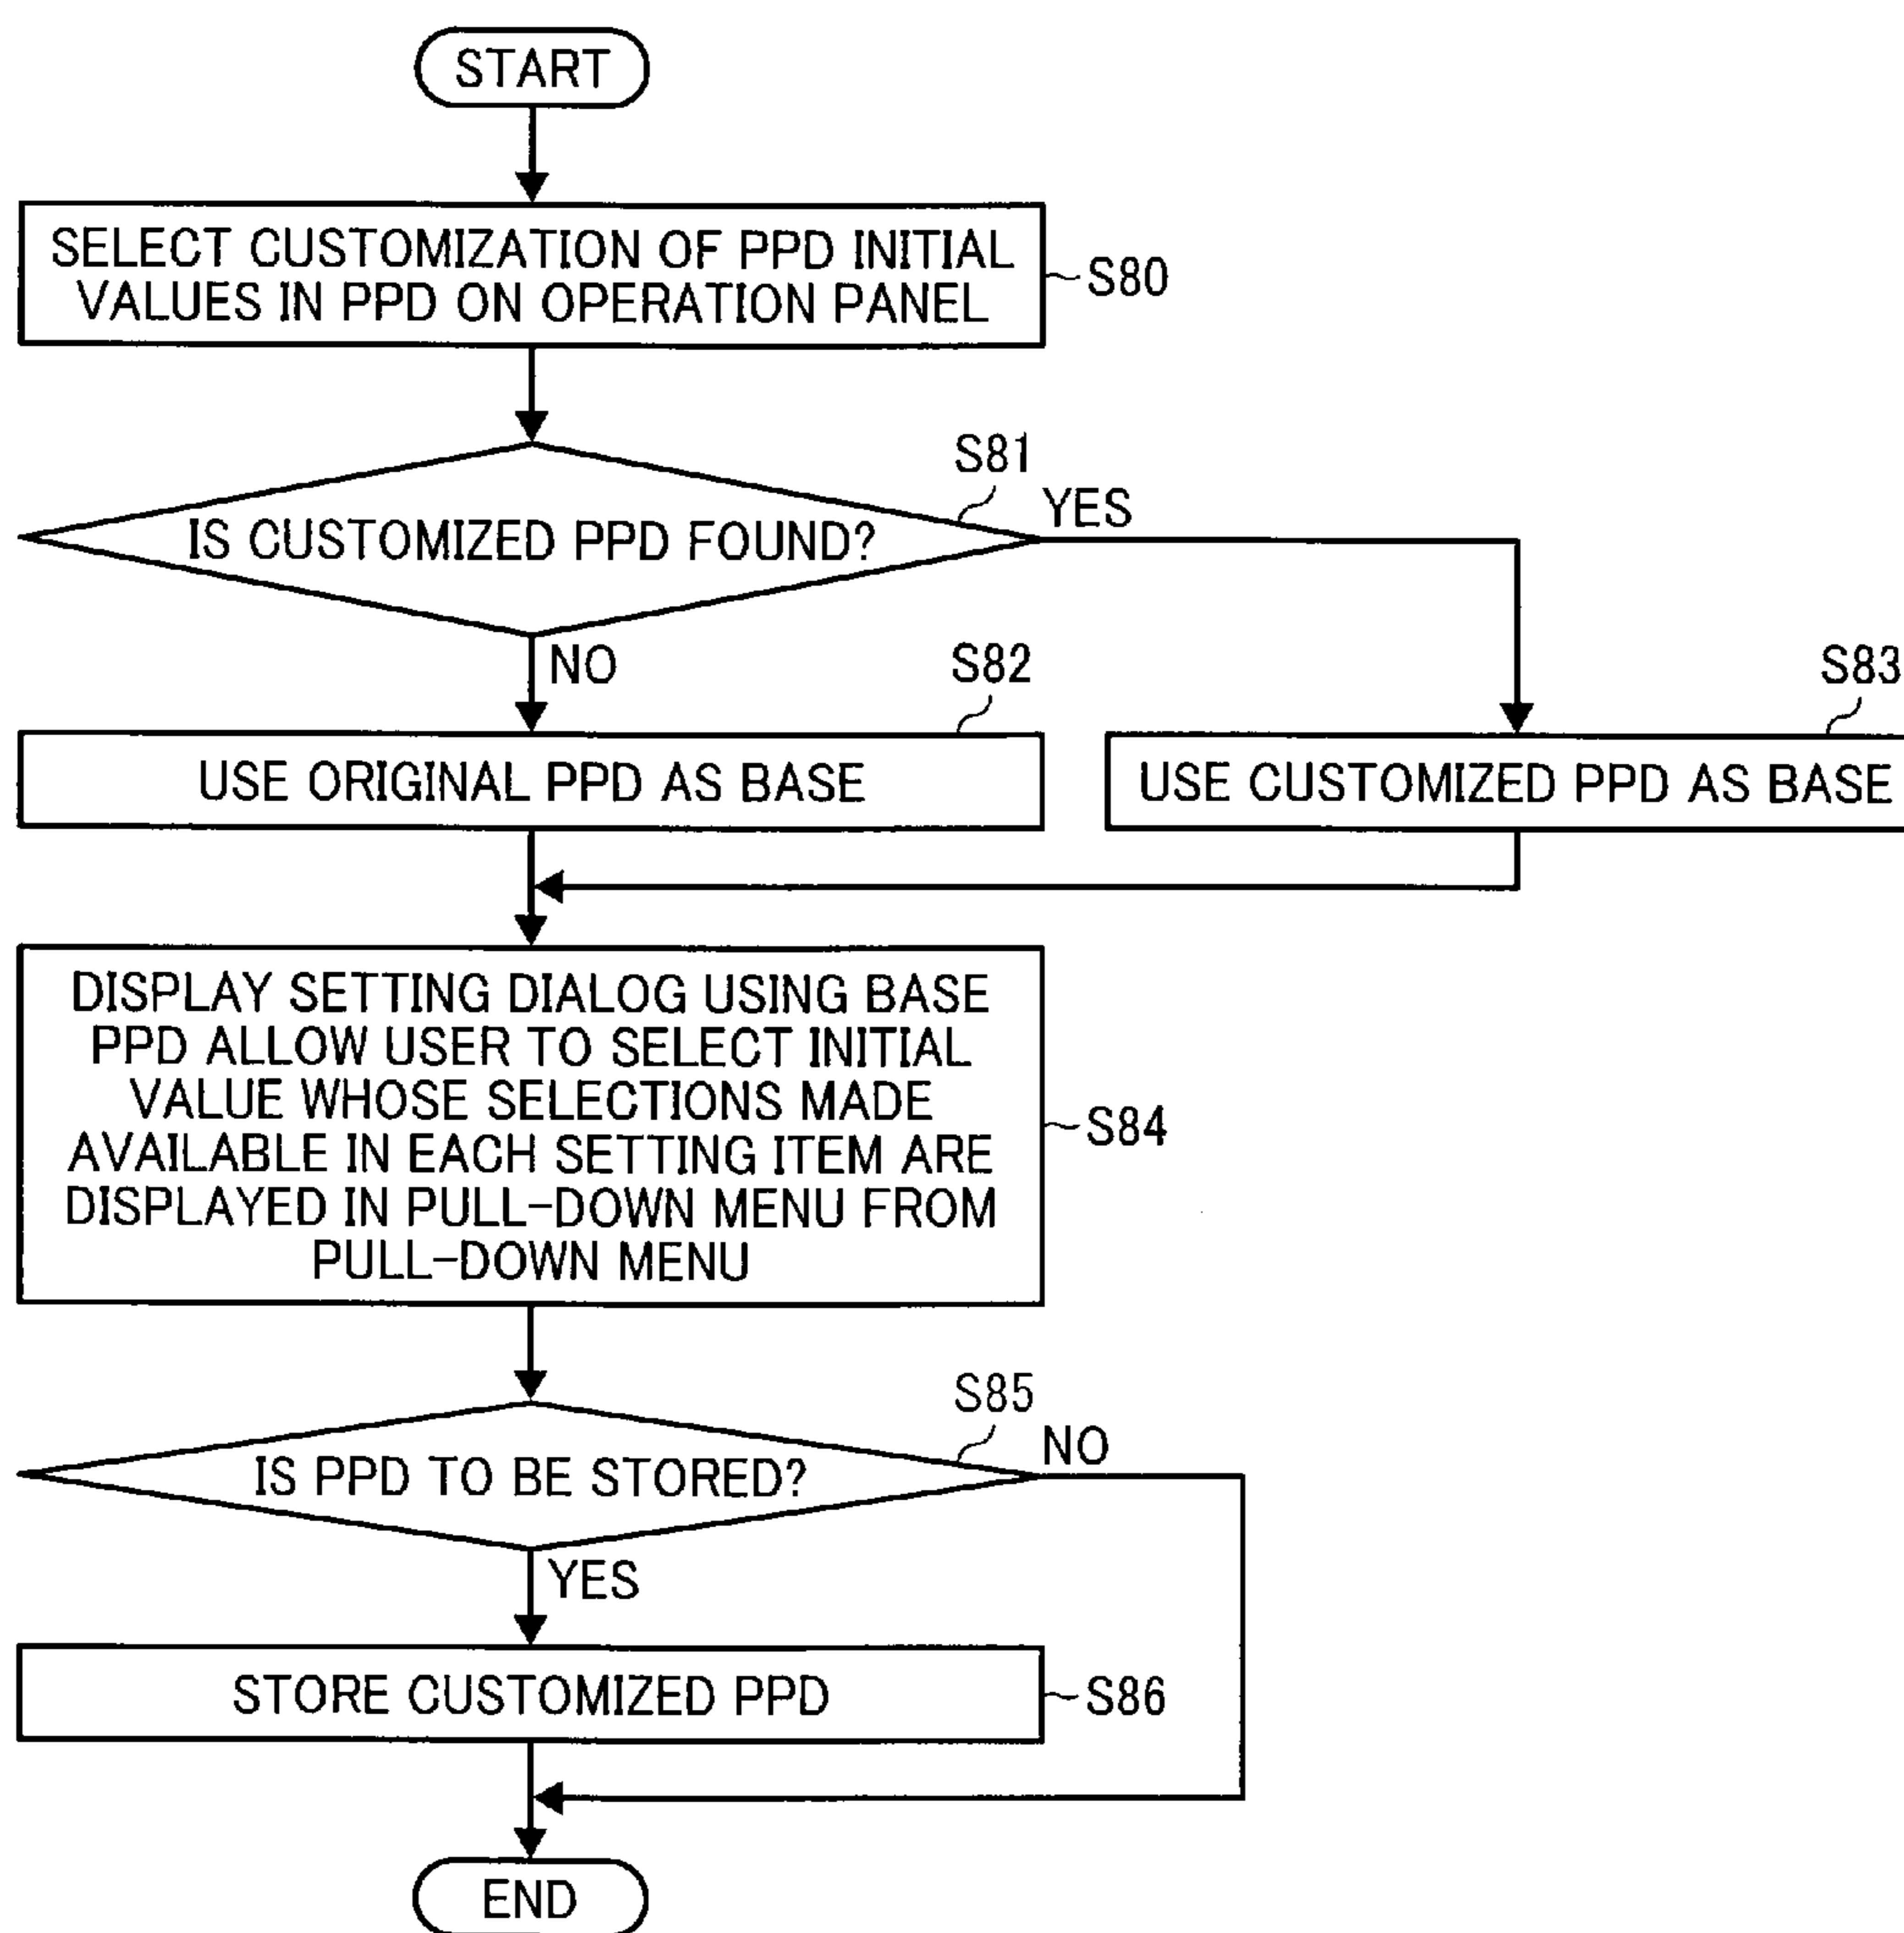 START
SELECT CUSTOMIZATION OF PPD INITIAL
VALUES IN PPD ON OPERATION PANEL
S80
S81
YES
IS CUSTOMIZED PPD FOUND?
NO
S82
S83
USE ORIGINAL PPD AS BASE
USE CUSTOMIZED PPD AS BASE
DISPLAY SETTING DIALOG USING BASE
PPD ALLOW USER TO SELECT INITIAL
VALUE WHOSE SELECTIONS MADE
AVAILABLE IN EACH SETTING ITEM ARE
DISPLAYED IN PULL-DOWN MENU FROM
PULL-DOWN MENU
S84
S85
NO
IS PPD TO BE STORED?
YES
STORE CUSTOMIZED PPD
S86
END